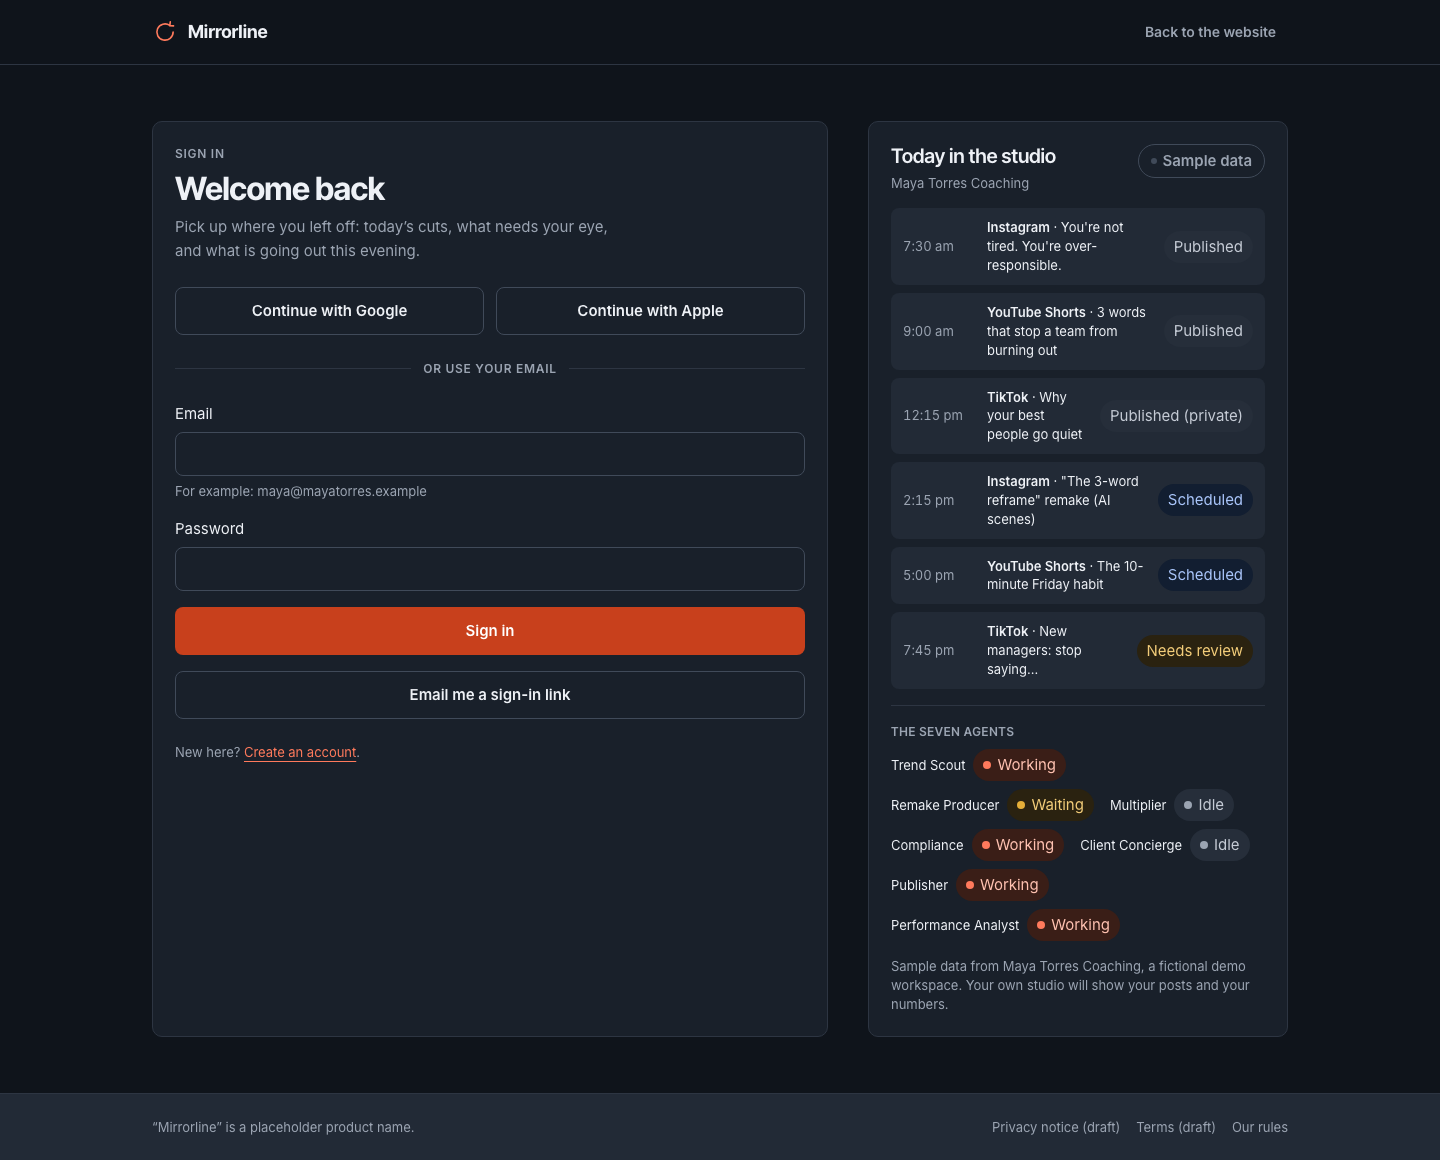 Mirrorline
Back to the website
SIGN IN
Welcome back
Pick up where you left off: today’s cuts, what needs your eye,
and what is going out this evening.
Continue with Google
Continue with Apple
OR USE YOUR EMAIL
Email
For example: maya@mayatorres.example
Password
Sign in
Email me a sign-in link
New here? Create an account.
Today in the studio
Sample data
Maya Torres Coaching
7:30 am
Instagram · You're not
tired. You're over-
responsible.
Published
9:00 am
YouTube Shorts · 3 words
that stop a team from
burning out
Published
12:15 pm
TikTok · Why
your best
people go quiet
Published (private)
2:15 pm
Instagram · "The 3-word
reframe" remake (AI
scenes)
Scheduled
5:00 pm
YouTube Shorts · The 10-
minute Friday habit
Scheduled
7:45 pm
TikTok · New
managers: stop
saying...
Needs review
THE SEVEN AGENTS
Trend Scout Working
Remake Producer Waiting Multiplier Idle
Compliance Working Client Concierge Idle
Publisher Working
Performance Analyst Working
Sample data from Maya Torres Coaching, a fictional demo
workspace. Your own studio will show your posts and your
numbers.
“Mirrorline” is a placeholder product name.
Privacy notice (draft) Terms (draft) Our rules